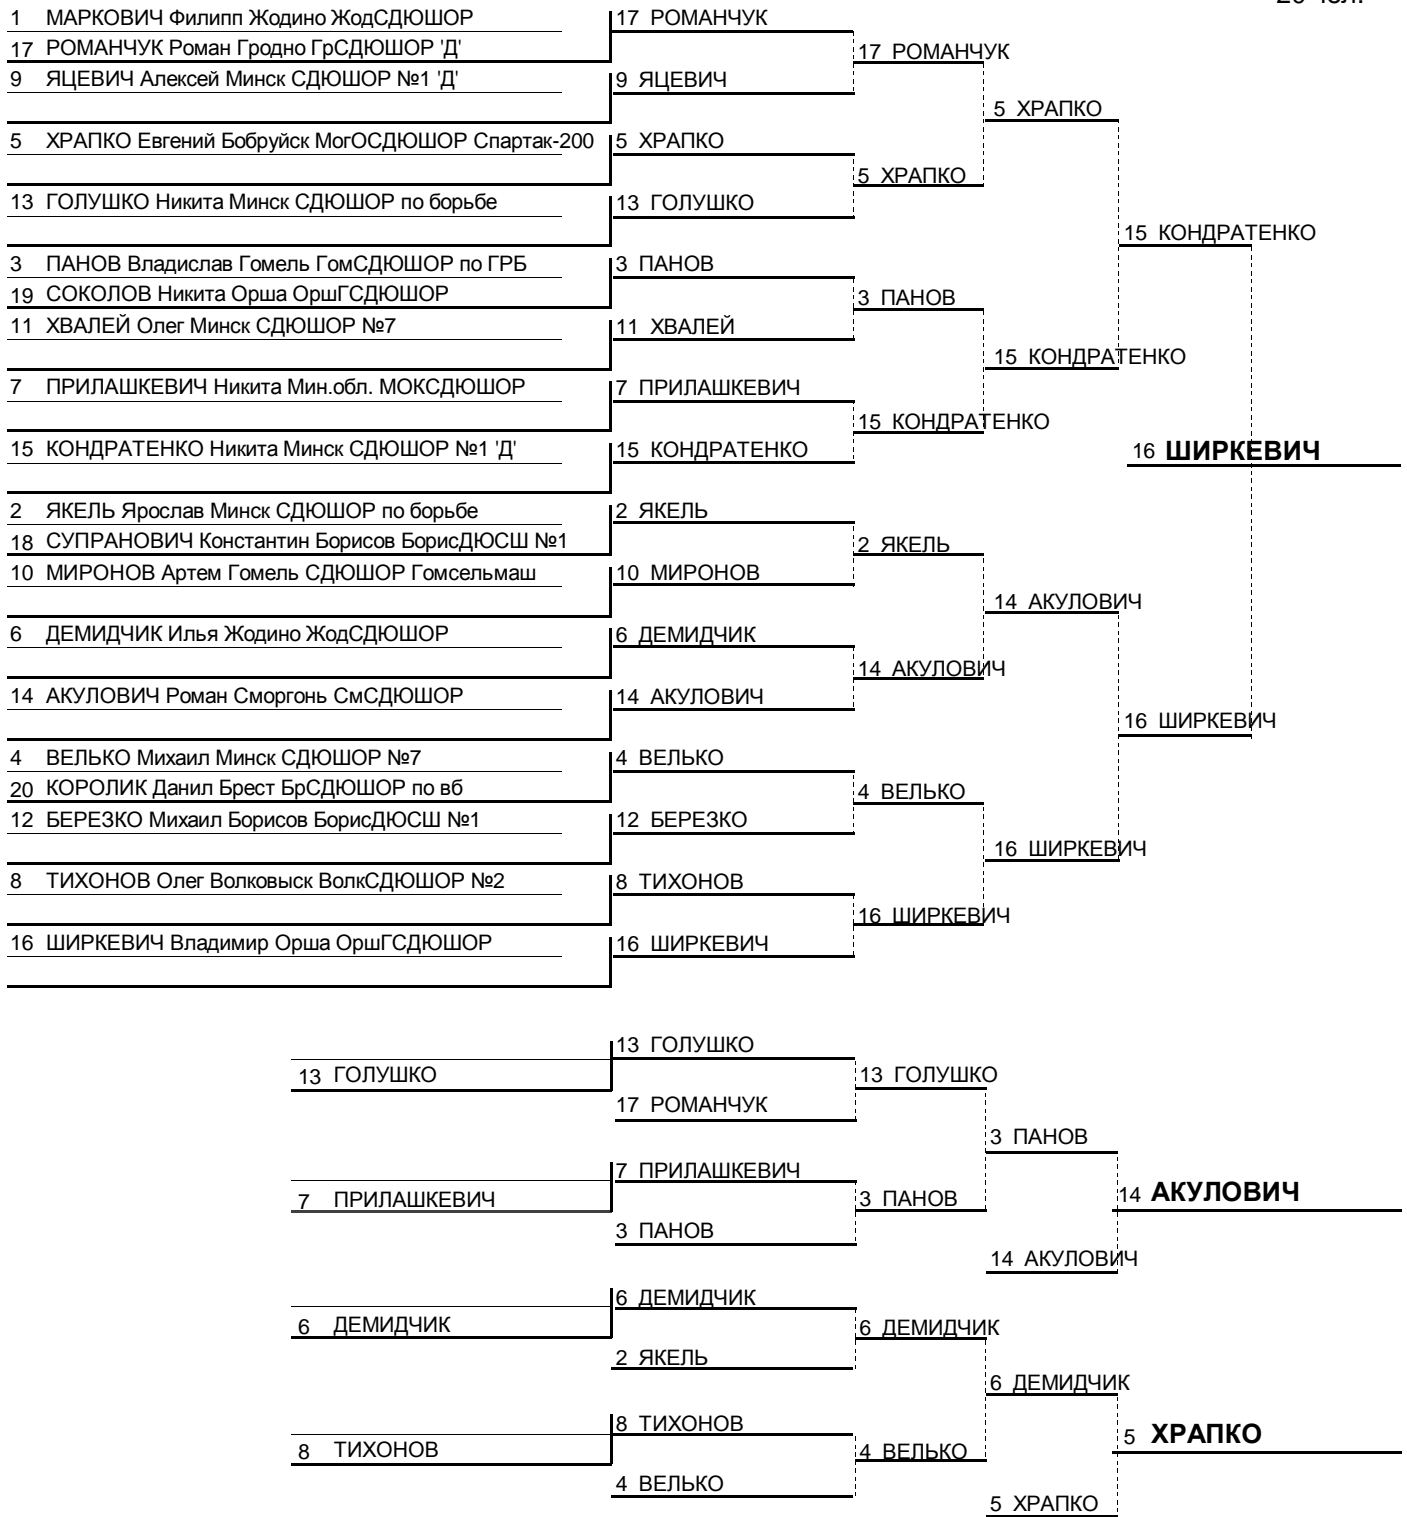 1 МАРКОВИЧ Филипп Жодино ЖодСДЮШОР
17 РОМАНЧУК Роман Гродно ГрСДЮШОР 'Д'
9 ЯЦЕВИЧ Алексей Минск СДЮШОР №1 'Д'
5 ХРАПКО Евгений Бобруйск МогОСДЮШОР Спартак-200
13 ГОЛУШКО Никита Минск СДЮШОР по борьбе
3 ПАНОВ Владислав Гомель ГомСДЮШОР по ГРБ
19 СОКОЛОВ Никита Орша ОршГСДЮШОР
11 ХВАЛЕЙ Олег Минск СДЮШОР №7
7 ПРИЛАШКЕВИЧ Никита Мин.обл. МОКСДЮШОР
15 КОНДРАТЕНКО Никита Минск СДЮШОР №1 'Д'
2 ЯКЕЛЬ Ярослав Минск СДЮШОР по борьбе
18 СУПРАНОВИЧ Константин Борисов БорисДЮСШ №1
10 МИРОНОВ Артем Гомель СДЮШОР Гомсельмаш
6 ДЕМИДЧИК Илья Жодино ЖодСДЮШОР
14 АКУЛОВИЧ Роман Сморгонь СмСДЮШОР
4 ВЕЛЬКО Михаил Минск СДЮШОР №7
20 КОРОЛИК Данил Брест БрСДЮШОР по вб
12 БЕРЕЗКО Михаил Борисов БорисДЮСШ №1
8 ТИХОНОВ Олег Волковыск ВолкСДЮШОР №2
16 ШИРКЕВИЧ Владимир Орша ОршГСДЮШОР
17 РОМАНЧУК
9 ЯЦЕВИЧ
5 ХРАПКО
13 ГОЛУШКО
3 ПАНОВ
11 ХВАЛЕЙ
7 ПРИЛАШКЕВИЧ
15 КОНДРАТЕНКО
2 ЯКЕЛЬ
10 МИРОНОВ
6 ДЕМИДЧИК
14 АКУЛОВИЧ
4 ВЕЛЬКО
12 БЕРЕЗКО
8 ТИХОНОВ
16 ШИРКЕВИЧ
17 РОМАНЧУК
5 ХРАПКО
3 ПАНОВ
15 КОНДРАТЕНКО
2 ЯКЕЛЬ
14 АКУЛОВИЧ
4 ВЕЛЬКО
16 ШИРКЕВИЧ
5 ХРАПКО
15 КОНДРАТЕНКО
14 АКУЛОВИЧ
16 ШИРКЕВИЧ
15 КОНДРАТЕНКО
16 ШИРКЕВИЧ
16 ШИРКЕВИЧ
13 ГОЛУШКО
7 ПРИЛАШКЕВИЧ
6 ДЕМИДЧИК
8 ТИХОНОВ
13 ГОЛУШКО
17 РОМАНЧУК
7 ПРИЛАШКЕВИЧ
3 ПАНОВ
6 ДЕМИДЧИК
2 ЯКЕЛЬ
8 ТИХОНОВ
4 ВЕЛЬКО
13 ГОЛУШКО
3 ПАНОВ
6 ДЕМИДЧИК
4 ВЕЛЬКО
3 ПАНОВ
14 АКУЛОВИЧ
6 ДЕМИДЧИК
5 ХРАПКО
14 АКУЛОВИЧ
5 ХРАПКО